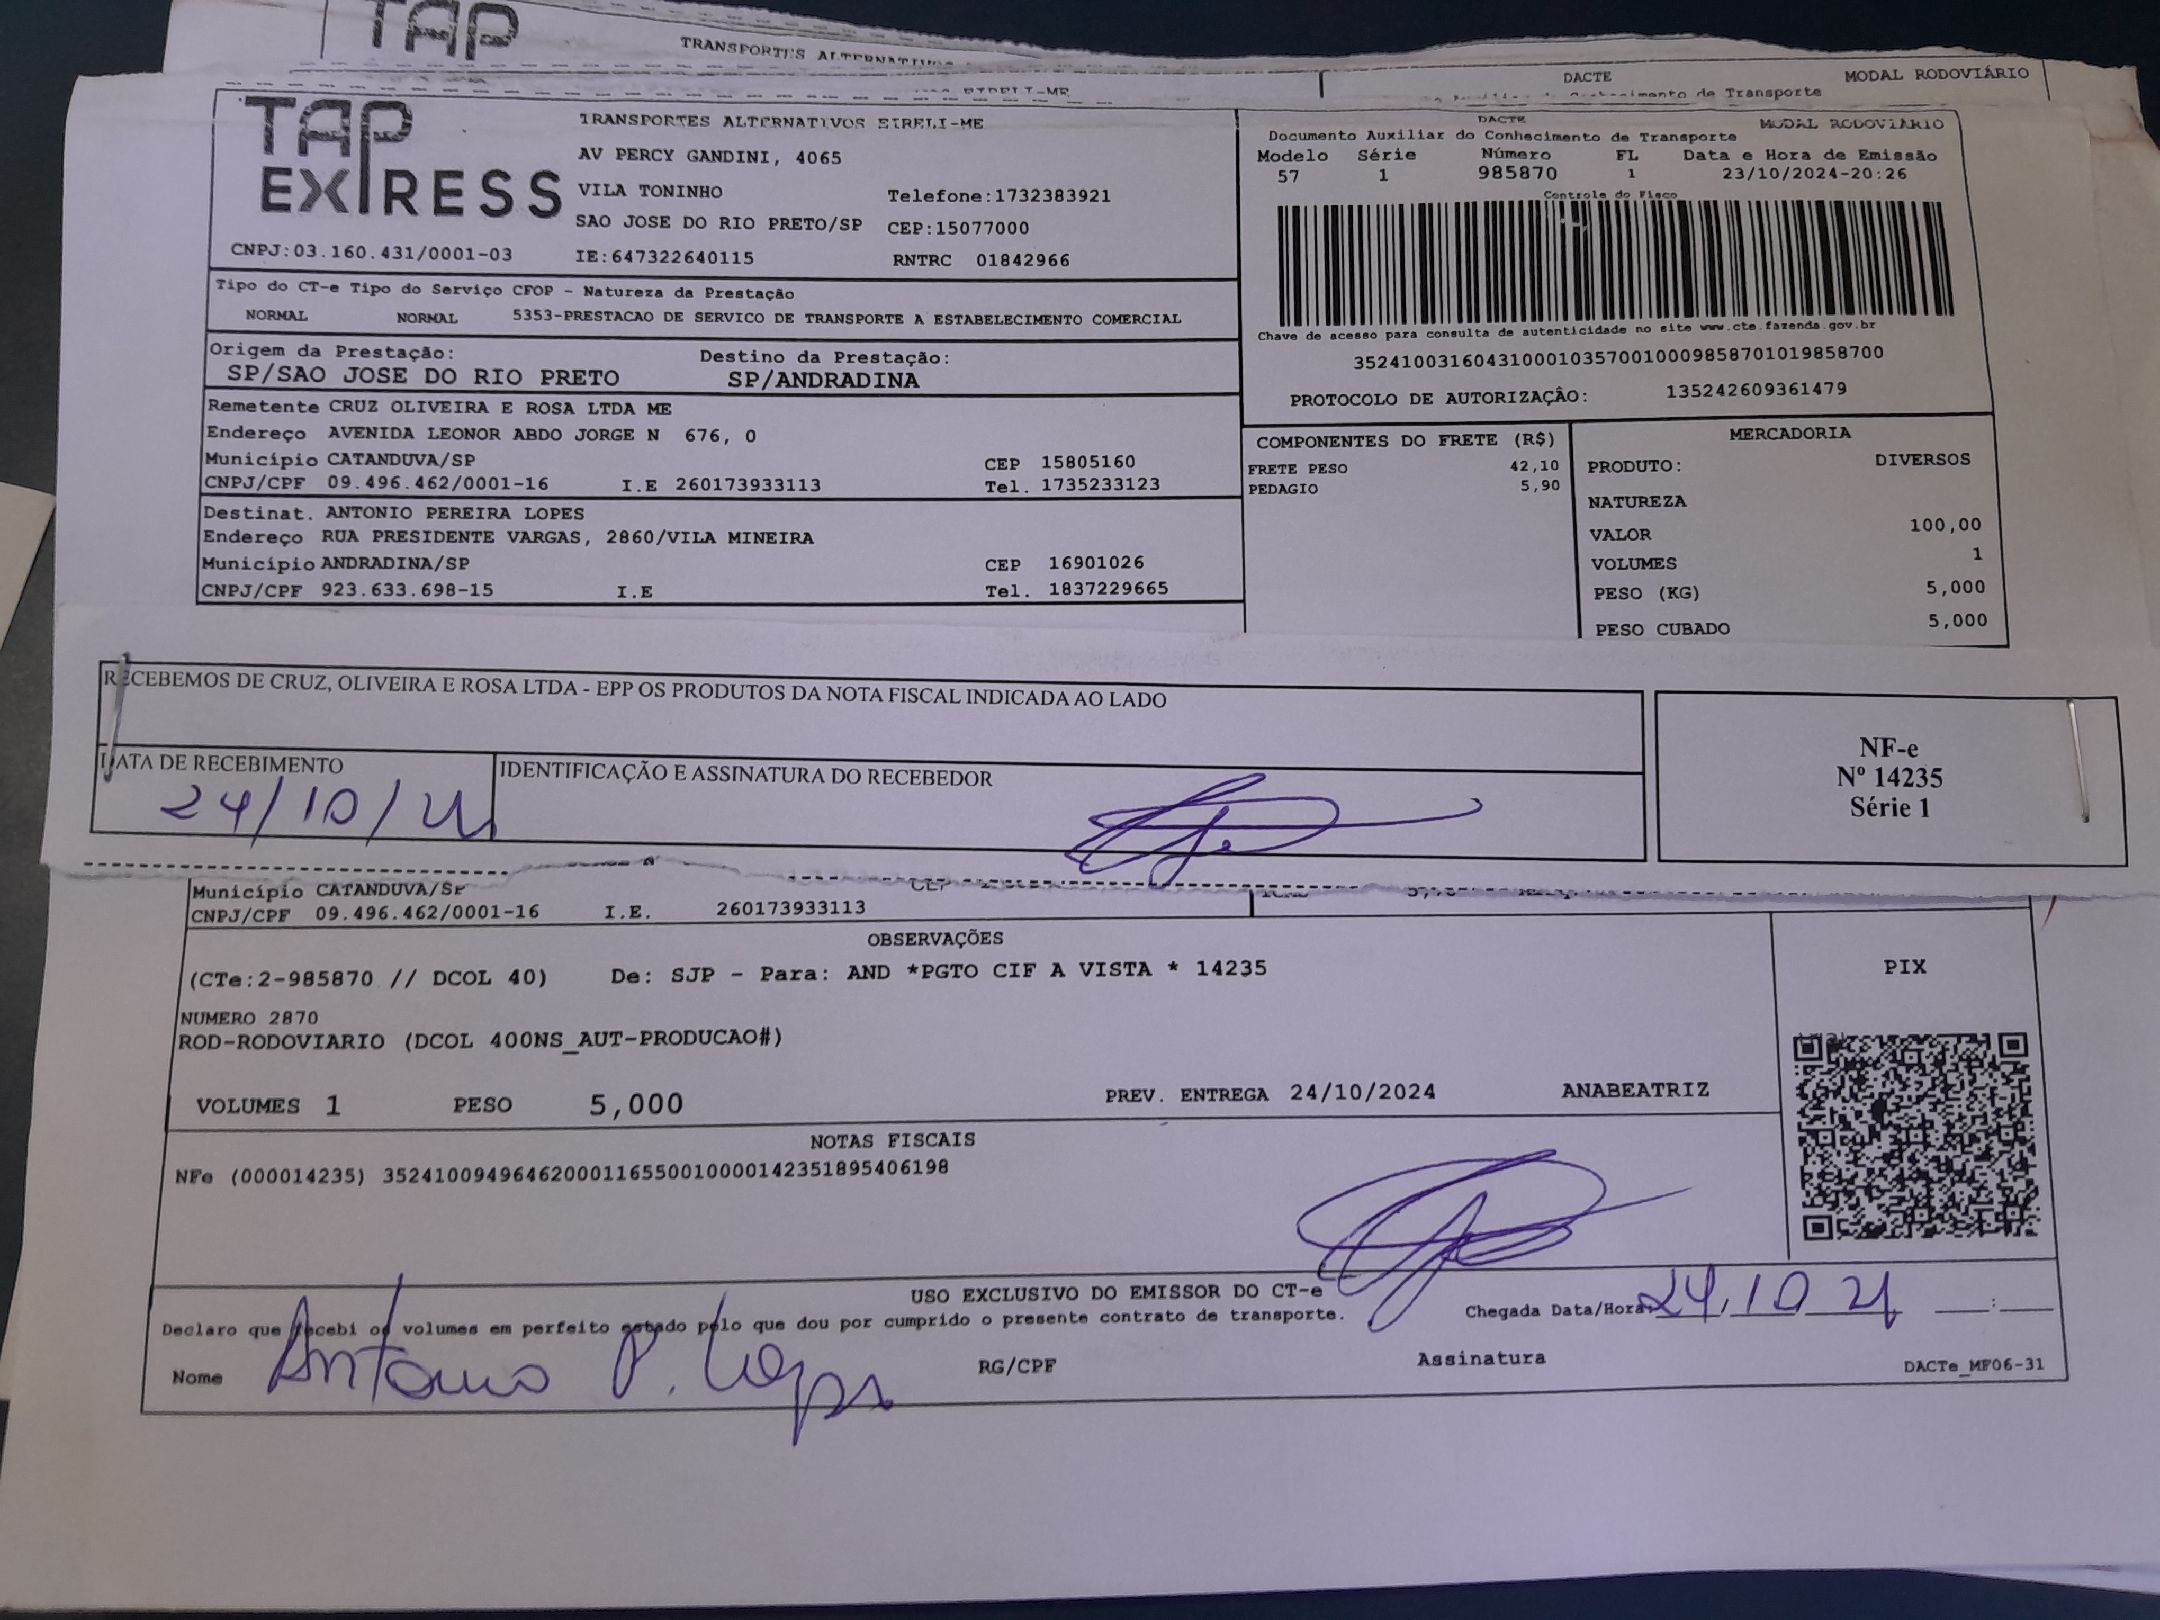 TAP
TRANSPORTES ALTERNATIVOS
DACTE
MODAL RODOVIÁRIO
de Transporte
TAP EXPRESS
TRANSPORTES ALTERNATIVOS EIRELI-ME
AV PERCY GANDINI, 4065
VILA TONINHO Telefone:1732383921
SAO JOSE DO RIO PRETO/SP CEP:15077000
CNPJ:03.160.431/0001-03 IE:647322640115 RNTRC 01842966
DACTE MODAL RODOVIARIO
Documento Auxiliar do Conhecimento de Transporte
Modelo Série Número FL Data e Hora de Emissão
57 1 985870 1 23/10/2024-20:26
Controle do Fisco
Chave de acesso para consulta de autenticidade no site www.cte.fazenda.gov.br
35241003160431000103570010009858701019858700
PROTOCOLO DE AUTORIZAÇÃO: 135242609361479
Tipo do CT-e Tipo do Serviço CFOP - Natureza da Prestação
NORMAL NORMAL 5353-PRESTACAO DE SERVICO DE TRANSPORTE A ESTABELECIMENTO COMERCIAL
Origem da Prestação: Destino da Prestação:
SP/SAO JOSE DO RIO PRETO SP/ANDRADINA
Remetente CRUZ OLIVEIRA E ROSA LTDA ME
Endereço AVENIDA LEONOR ABDO JORGE N 676, 0
Município CATANDUVA/SP CEP 15805160
CNPJ/CPF 09.496.462/0001-16 I.E 260173933113 Tel. 1735233123
Destinat. ANTONIO PEREIRA LOPES
Endereço RUA PRESIDENTE VARGAS, 2860/VILA MINEIRA
Município ANDRADINA/SP CEP 16901026
CNPJ/CPF 923.633.698-15 I.E Tel. 1837229665
COMPONENTES DO FRETE (R$)
FRETE PESO 42,10
PEDAGIO 5,90
MERCADORIA
PRODUTO: DIVERSOS
NATUREZA
VALOR 100,00
VOLUMES 1
PESO (KG) 5,000
PESO CUBADO 5,000
RECEBEMOS DE CRUZ, OLIVEIRA E ROSA LTDA - EPP OS PRODUTOS DA NOTA FISCAL INDICADA AO LADO
DATA DE RECEBIMENTO
24/10/24
IDENTIFICAÇÃO E ASSINATURA DO RECEBEDOR
NF-e
Nº 14235
Série 1
Município CATANDUVA/SP
CNPJ/CPF 09.496.462/0001-16 I.E. 260173933113
OBSERVAÇÕES
(CTe:2-985870 // DCOL 40) De: SJP - Para: AND *PGTO CIF A VISTA * 14235
NUMERO 2870
ROD-RODOVIARIO (DCOL 400NS_AUT-PRODUCAO#)
VOLUMES 1 PESO 5,000 PREV. ENTREGA 24/10/2024 ANABEATRIZ
PIX
NOTAS FISCAIS
NFe (000014235) 35241009496462000116550010000142351895406198
USO EXCLUSIVO DO EMISSOR DO CT-e
Declaro que recebi os volumes em perfeito estado pelo que dou por cumprido o presente contrato de transporte.
Chegada Data/Hora: 24/10/24 __:__
Nome Antonio P. Lopes RG/CPF Assinatura DACTe_MF06-31